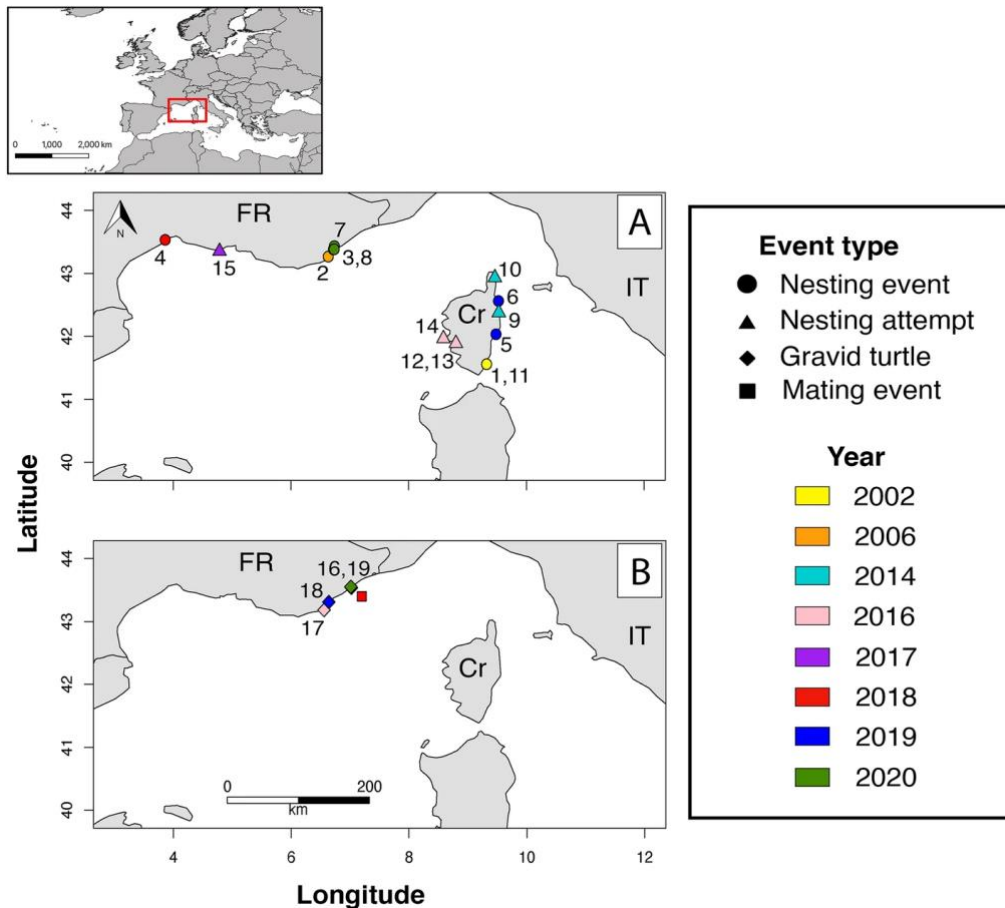 0 1,000 2,000 km
44
43
42
41
40
N
FR
A
7
4
15
2
3,8
10
6
Cr
9
14
5
12,13
1,11
IT
Event type
Nesting event
Nesting attempt
Gravid turtle
Mating event
Year
2002
2006
2014
2016
2017
2018
2019
2020
Latitude
44
43
42
41
40
FR
B
16,19
18
17
Cr
IT
0 200
km
4 6 8 10 12
Longitude